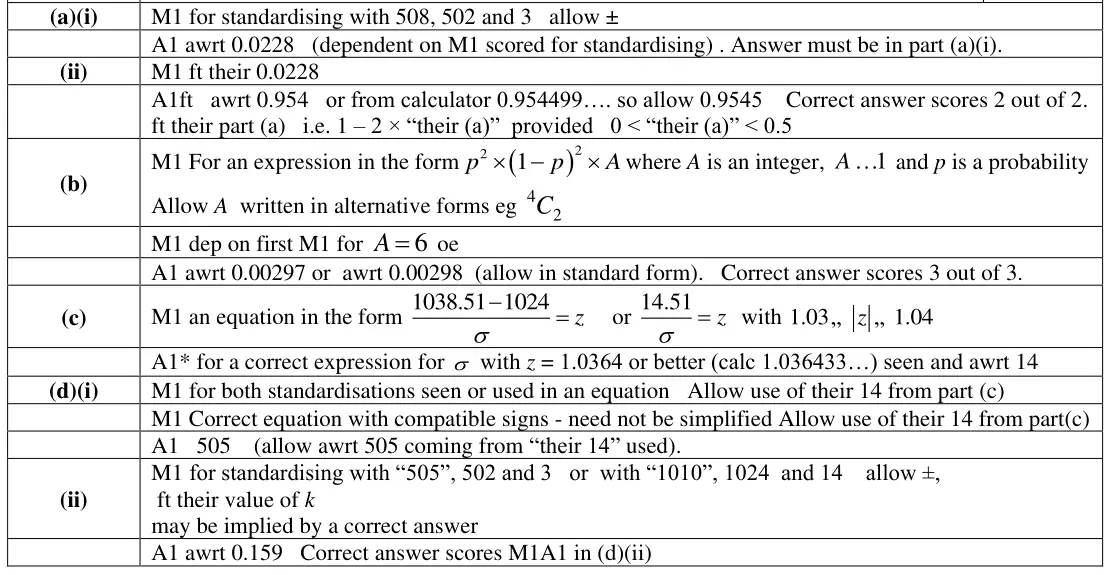 (a)(i) M1 for standardising with 508, 502 and 3 allow ±
A1 awrt 0.0228 (dependent on M1 scored for standardising) . Answer must be in part (a)(i).
(ii) M1 ft their 0.0228
A1ft awrt 0.954 or from calculator 0.954499…. so allow 0.9545 Correct answer scores 2 out of 2.
ft their part (a) i.e. 1 – 2 × “their (a)” provided 0 < “their (a)” < 0.5
(b) M1 For an expression in the form p² × (1 − p)² × A where A is an integer, A …1 and p is a probability
Allow A written in alternative forms eg ⁴C₂
M1 dep on first M1 for A = 6 oe
A1 awrt 0.00297 or awrt 0.00298 (allow in standard form). Correct answer scores 3 out of 3.
(c) M1 an equation in the form (1038.51 − 1024)/σ = z or 14.51/σ = z with 1.03 ,, |z| ,, 1.04
A1* for a correct expression for σ with z = 1.0364 or better (calc 1.036433…) seen and awrt 14
(d)(i) M1 for both standardisations seen or used in an equation Allow use of their 14 from part (c)
M1 Correct equation with compatible signs - need not be simplified Allow use of their 14 from part(c)
A1 505 (allow awrt 505 coming from “their 14” used).
(ii) M1 for standardising with “505”, 502 and 3 or with “1010”, 1024 and 14 allow ±,
ft their value of k
may be implied by a correct answer
A1 awrt 0.159 Correct answer scores M1A1 in (d)(ii)